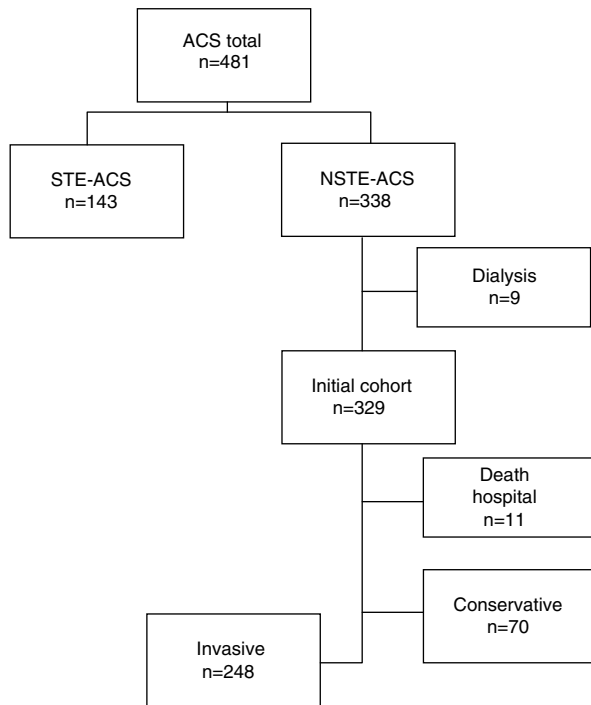 ACS total
n=481
STE-ACS
n=143
NSTE-ACS
n=338
Dialysis
n=9
Initial cohort
n=329
Death
hospital
n=11
Conservative
n=70
Invasive
n=248